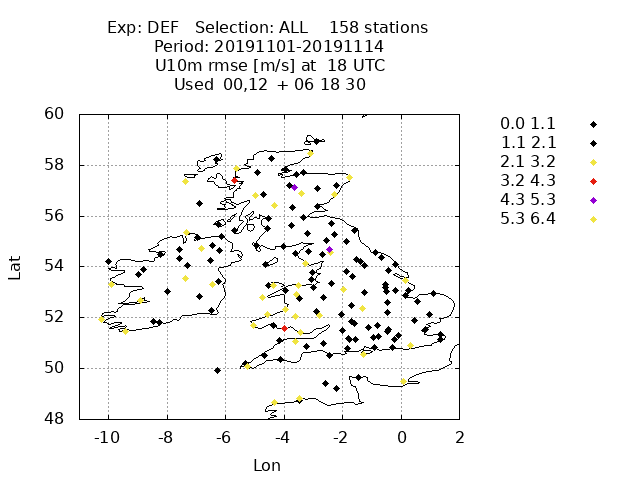 Exp: DEF Selection: ALL 158 stations
Period: 20191101-20191114
U10m rmse [m/s] at 18 UTC
Used 00,12 + 06 18 30
60
58
56
54
52
50
48
Lat
-10 -8 -6 -4 -2 0 2
Lon
0.0 1.1
1.1 2.1
2.1 3.2
3.2 4.3
4.3 5.3
5.3 6.4